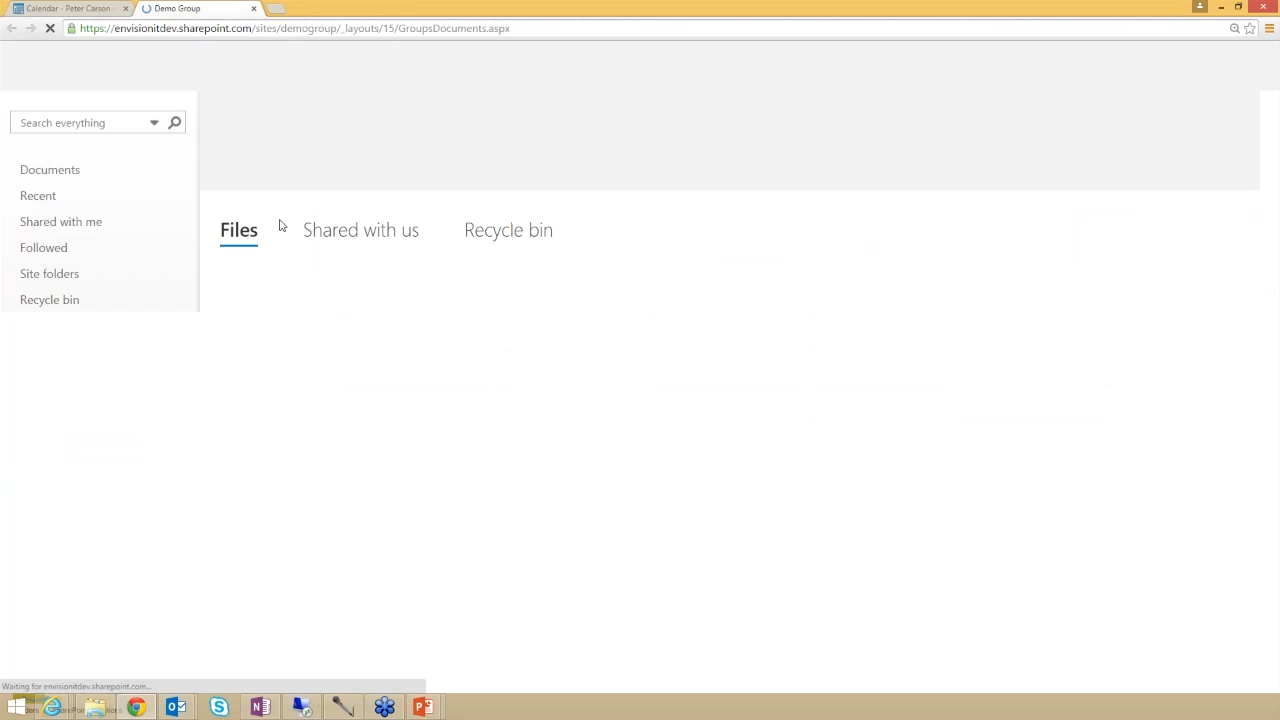 Calendar - Peter Carson -
Demo Group
https://envisionitdev.sharepoint.com/sites/demogroup/_layouts/15/GroupsDocuments.aspx
Search everything
Documents
Recent
Shared with me
Followed
Site folders
Recycle bin
Files
Shared with us
Recycle bin
Waiting for envisionitdev.sharepoint.com...